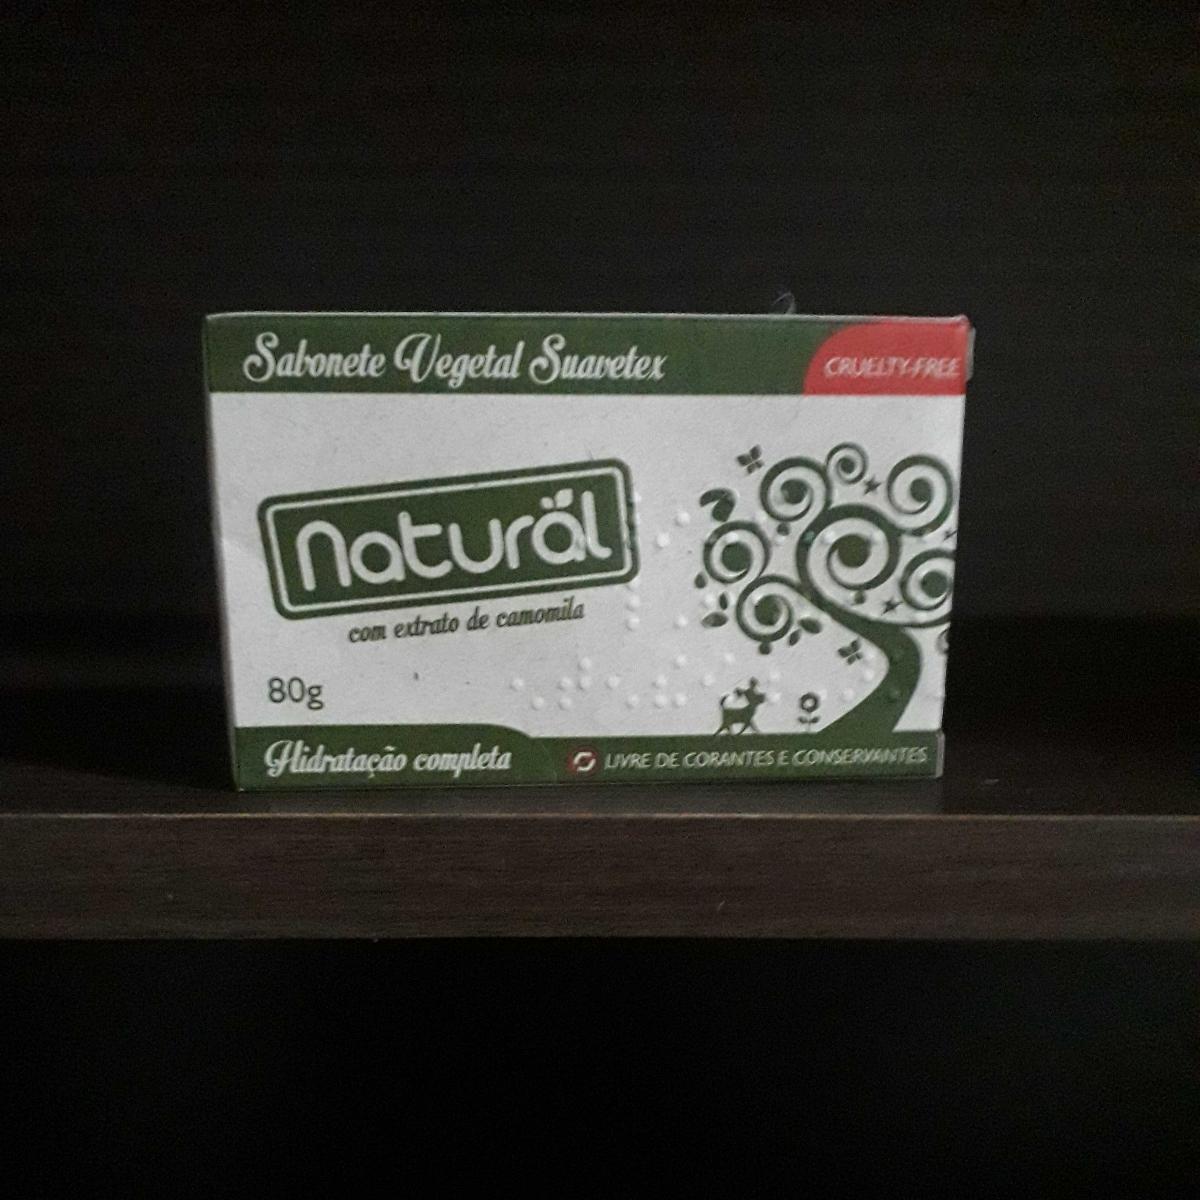 Sabonete Vegetal Suavetex
CRUELTY-FREE
Naturäl
com extrato de camomila
80g
Hidratação completa
LIVRE DE CORANTES E CONSERVANTES